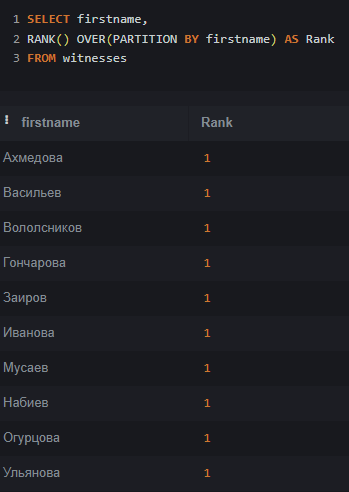 1 SELECT firstname,
2 RANK() OVER(PARTITION BY firstname) AS Rank
3 FROM witnesses
firstname Rank
Ахмедова 1
Васильев 1
Вололсников 1
Гончарова 1
Заиров 1
Иванова 1
Мусаев 1
Набиев 1
Огурцова 1
Ульянова 1